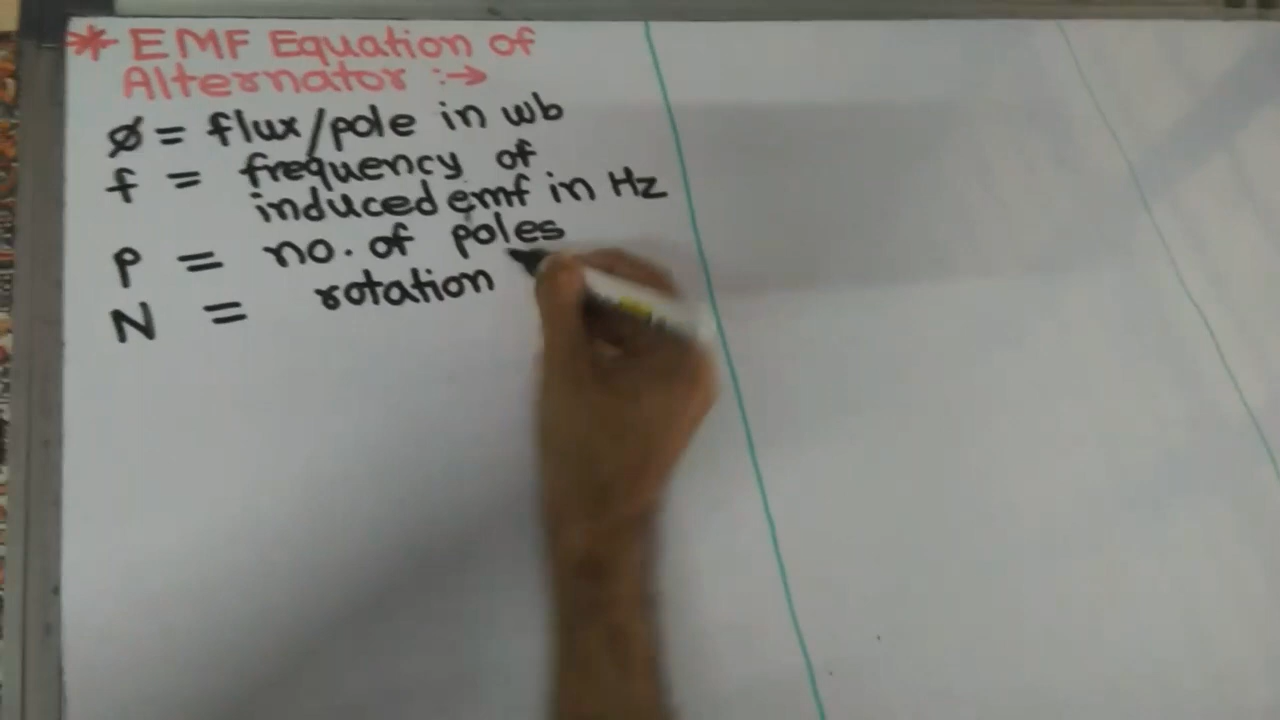 * EMF Equation of
Alternator :→
Ø = flux/pole in wb
f = frequency of
induced emf in Hz
P = no. of poles
N = rotation